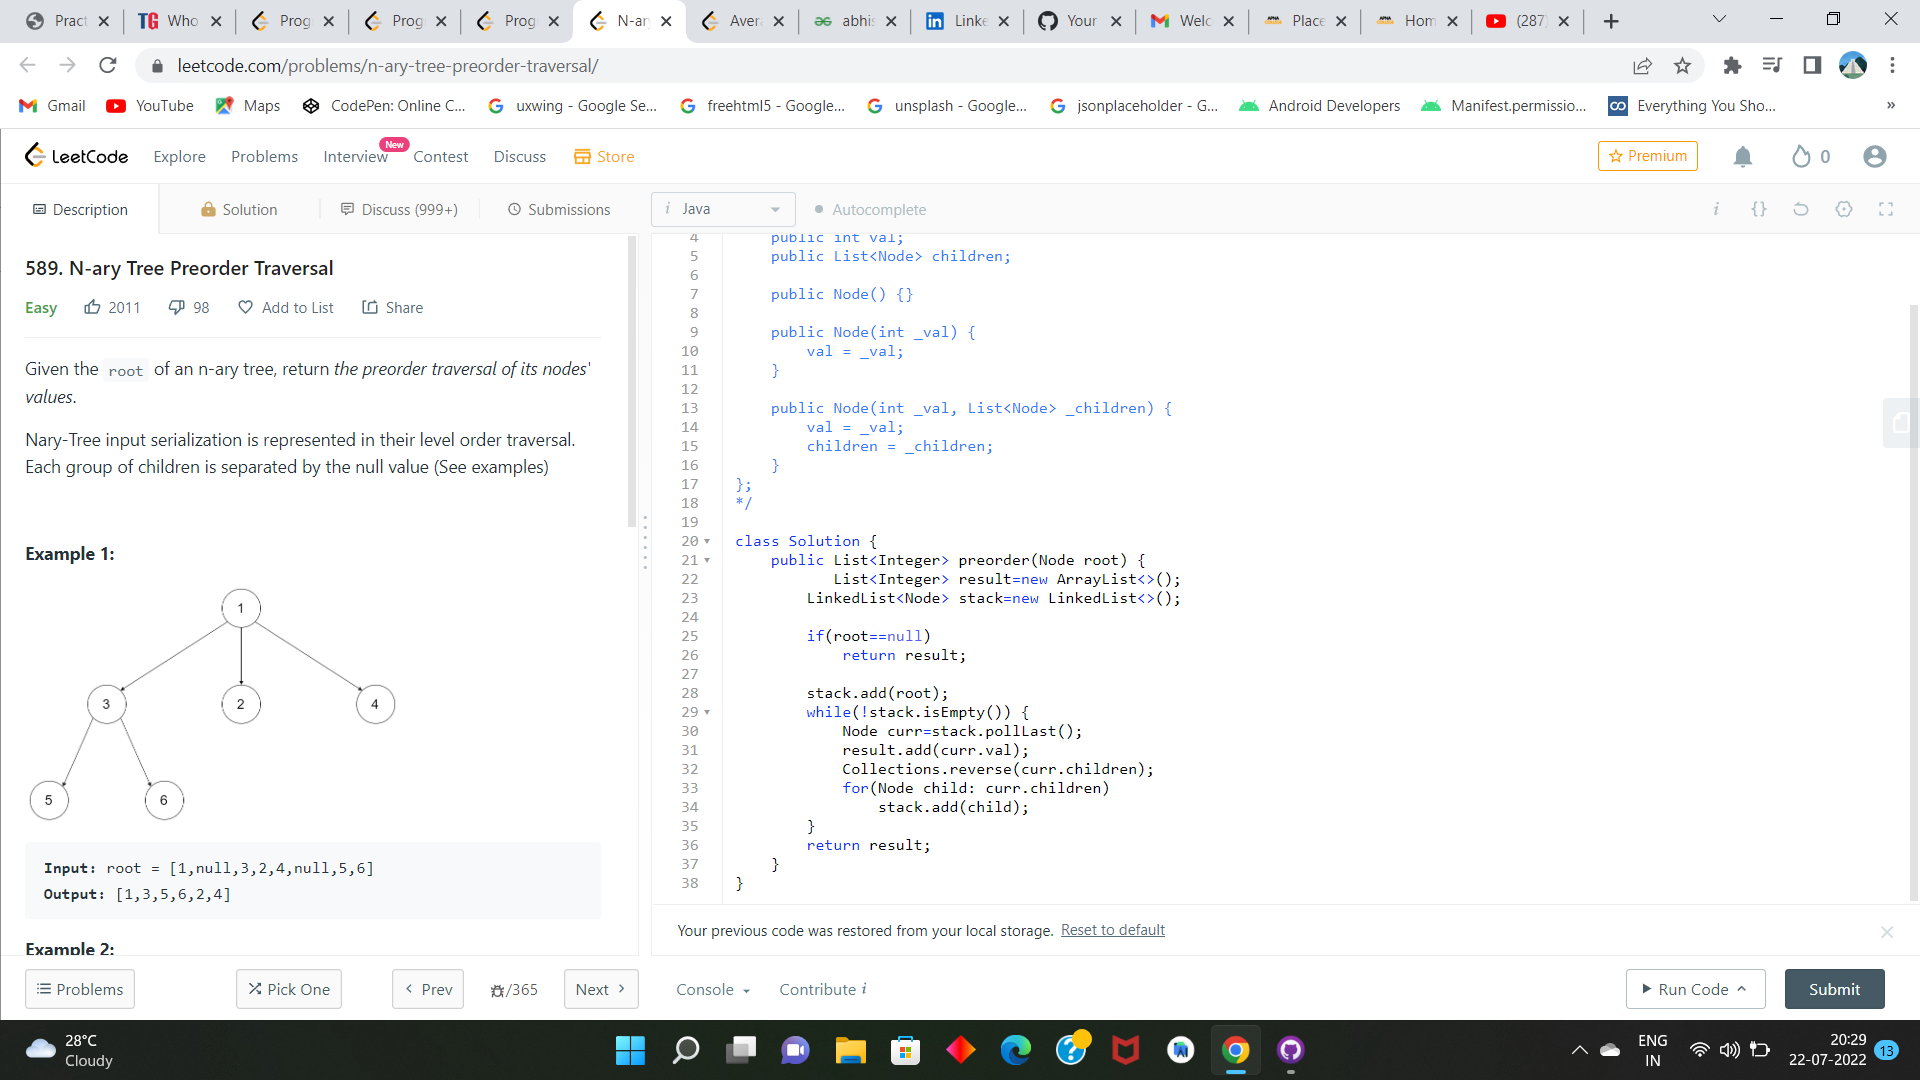 Pract
Who
Prog
Prog
Prog
N-ar
Aver
abhis
Linke
Your
Welc
Place
Hom
(287)
leetcode.com/problems/n-ary-tree-preorder-traversal/
Gmail
YouTube
Maps
CodePen: Online C...
uxwing - Google Se...
freehtml5 - Google...
unsplash - Google...
jsonplaceholder - G...
Android Developers
Manifest.permissio...
Everything You Sho...
»
LeetCode
Explore
Problems
Interview
New
Contest
Discuss
Store
Premium
0
Description
Solution
Discuss (999+)
Submissions
i Java
Autocomplete
589. N-ary Tree Preorder Traversal
Easy
2011
98
Add to List
Share
Given the root of an n-ary tree, return the preorder traversal of its nodes'
values.
Nary-Tree input serialization is represented in their level order traversal.
Each group of children is separated by the null value (See examples)
Example 1:
1
3
2
4
5
6
Input: root = [1,null,3,2,4,null,5,6]
Output: [1,3,5,6,2,4]
Example 2:
4 public int val;
5 public List<Node> children;
6
7 public Node() {}
8
9 public Node(int _val) {
10 val = _val;
11 }
12
13 public Node(int _val, List<Node> _children) {
14 val = _val;
15 children = _children;
16 }
17 };
18 */
19
20 class Solution {
21 public List<Integer> preorder(Node root) {
22 List<Integer> result=new ArrayList<>();
23 LinkedList<Node> stack=new LinkedList<>();
24
25 if(root==null)
26 return result;
27
28 stack.add(root);
29 while(!stack.isEmpty()) {
30 Node curr=stack.pollLast();
31 result.add(curr.val);
32 Collections.reverse(curr.children);
33 for(Node child: curr.children)
34 stack.add(child);
35 }
36 return result;
37 }
38 }
Your previous code was restored from your local storage. Reset to default
Problems
Pick One
Prev
/365
Next
Console
Contribute i
Run Code
Submit
28°C
Cloudy
ENG
IN
20:29
22-07-2022
13